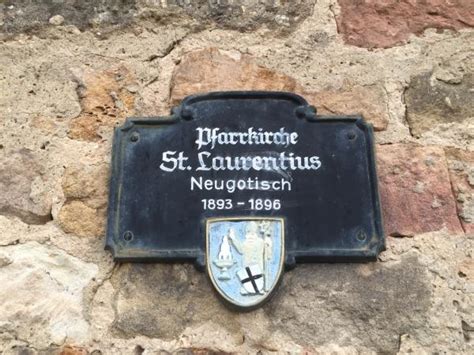 Pfarrkirche
St. Laurentius
Neugotisch
1893 - 1896